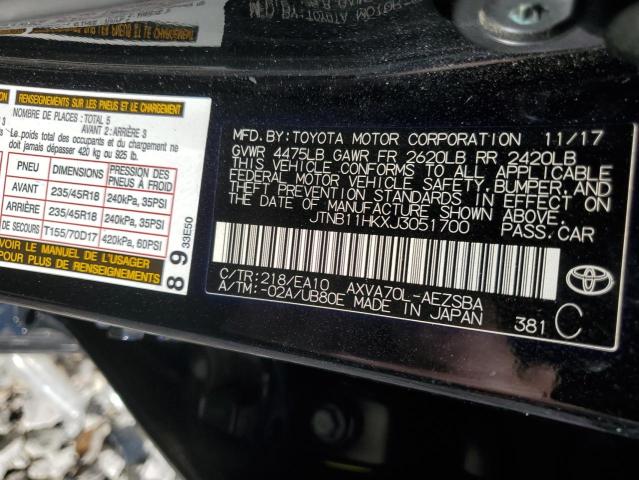 RENSEIGNEMENTS SUR LES PNEUS ET LE CHARGEMENT
NOMBRE DE PLACES: TOTAL 5
AVANT 2: ARRIÈRE 3
Le poids total des occupants et du chargement ne
doit jamais dépasser 420 kg ou 925 lb.
PNEU DIMENSIONS PRESSION DES PNEUS À FROID
AVANT 235/45R18 240kPa, 35PSI
ARRIÈRE 235/45R18 240kPa, 35PSI
DE SECOURS T155/70D17 420kPa, 60PSI
VOIR LE MANUEL DE L'USAGER
POUR PLUS DE RENSEIGNEMENTS
89
33E50
MFD. BY: TOYOTA MOTOR CORPORATION 11/17
GVWR 4475LB GAWR FR 2620LB RR 2420LB
THIS VEHICLE CONFORMS TO ALL APPLICABLE
FEDERAL MOTOR VEHICLE SAFETY, BUMPER, AND
THEFT PREVENTION STANDARDS IN EFFECT ON
THE DATE OF MANUFACTURE SHOWN ABOVE.
JTNB11HKXJ3051700 PASS. CAR
C/TR: 218/EA10 AXVA70L-AEZSBA
A/TM: -02A/UB80E MADE IN JAPAN
381 C
TOYOTA